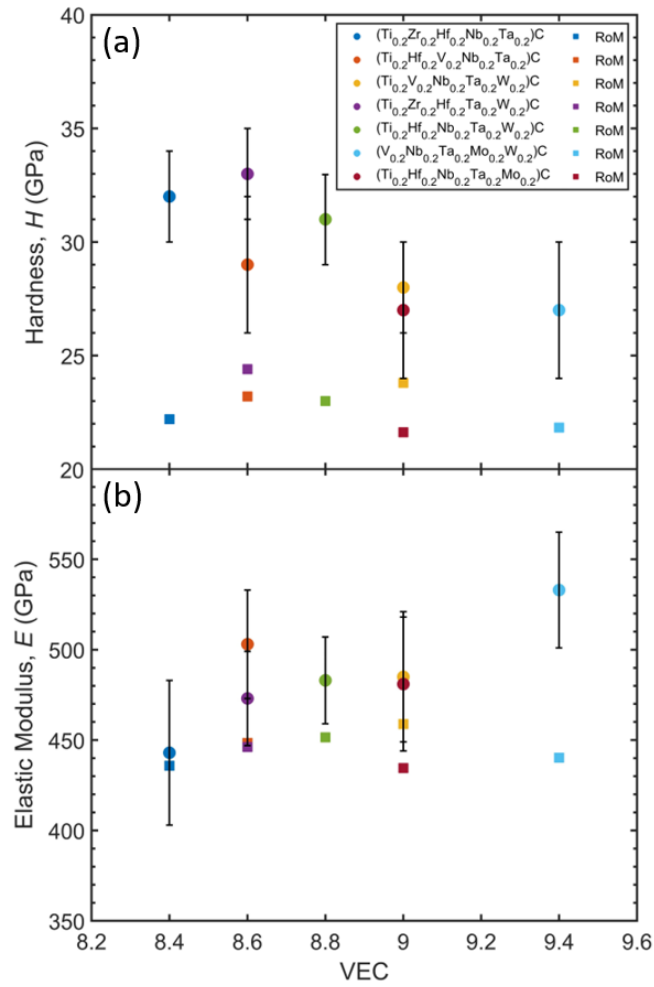 (a)
(Ti0.2Zr0.2Hf0.2Nb0.2Ta0.2)C RoM
(Ti0.2Hf0.2V0.2Nb0.2Ta0.2)C RoM
(Ti0.2V0.2Nb0.2Ta0.2W0.2)C RoM
(Ti0.2Zr0.2Hf0.2Ta0.2W0.2)C RoM
(Ti0.2Hf0.2Nb0.2Ta0.2W0.2)C RoM
(V0.2Nb0.2Ta0.2Mo0.2W0.2)C RoM
(Ti0.2Hf0.2Nb0.2Ta0.2Mo0.2)C RoM
Hardness, H (GPa)
40
35
30
25
20
(b)
Elastic Modulus, E (GPa)
550
500
450
400
350
8.2 8.4 8.6 8.8 9 9.2 9.4 9.6
VEC